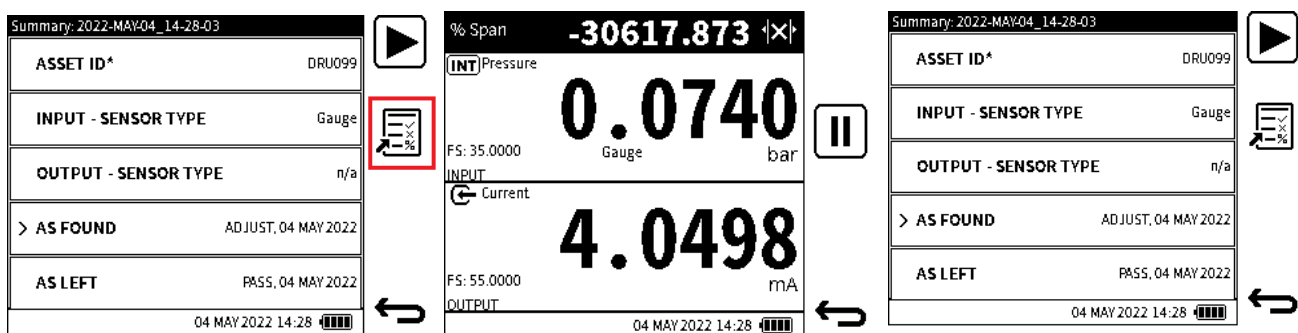 Summary: 2022-MAY-04_14-28-03
ASSET ID* DRU099
INPUT - SENSOR TYPE Gauge
OUTPUT - SENSOR TYPE n/a
> AS FOUND ADJUST, 04 MAY 2022
AS LEFT PASS, 04 MAY 2022
04 MAY 2022 14:28
% Span -30617.873
INT Pressure
0.0740
FS: 35.0000 Gauge bar
INPUT
Current
4.0498
FS: 55.0000 mA
OUTPUT
04 MAY 2022 14:28
Summary: 2022-MAY-04_14-28-03
ASSET ID* DRU099
INPUT - SENSOR TYPE Gauge
OUTPUT - SENSOR TYPE n/a
> AS FOUND ADJUST, 04 MAY 2022
AS LEFT PASS, 04 MAY 2022
04 MAY 2022 14:28